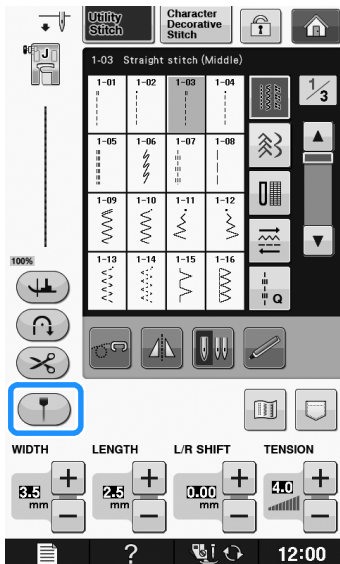 Utility Stitch
Character Decorative Stitch
J
1-03 Straight stitch (Middle)
1-01 1-02 1-03 1-04
1/3
1-05 1-06 1-07 1-08
1-09 1-10 1-11 1-12
1-13 1-14 1-15 1-16
100%
Q
WIDTH LENGTH L/R SHIFT TENSION
3.5 mm 2.5 mm 0.00 mm 4.0
+ + + +
− − − −
? 12:00